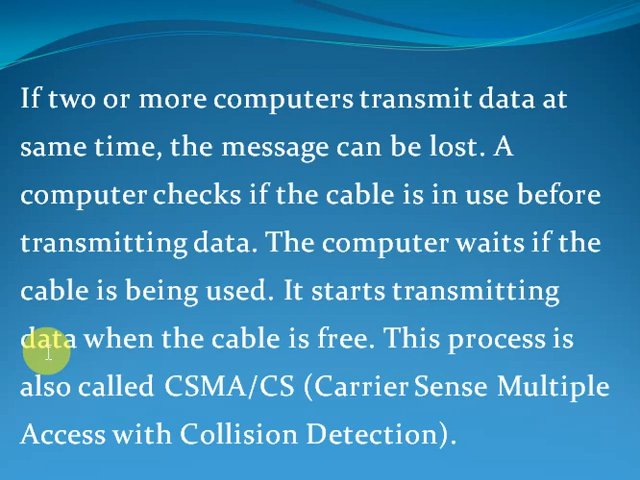 If two or more computers transmit data at
same time, the message can be lost. A
computer checks if the cable is in use before
transmitting data. The computer waits if the
cable is being used. It starts transmitting
data when the cable is free. This process is
also called CSMA/CS (Carrier Sense Multiple
Access with Collision Detection).